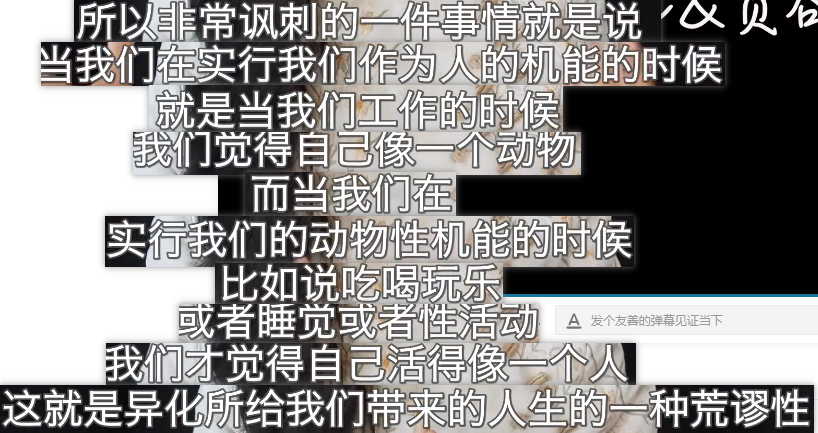 所以非常讽刺的一件事情就是说
当我们在实行我们作为人的机能的时候
就是当我们工作的时候
我们觉得自己像一个动物
而当我们在
实行我们的动物性机能的时候
比如说吃喝玩乐
或者睡觉或者性活动
发个友善的弹幕见证当下
我们才觉得自己活得像一个人
这就是异化所给我们带来的人生的一种荒谬性